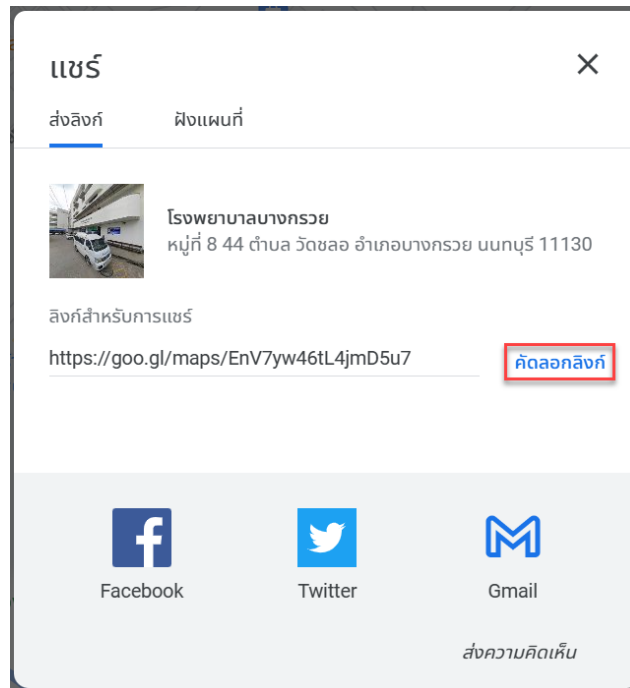 แชร์
ส่งลิงก์ ฝังแผนที่
โรงพยาบาลบางกรวย
หมู่ที่ 8 44 ตำบล วัดชลอ อำเภอบางกรวย นนทบุรี 11130
ลิงก์สำหรับการแชร์
https://goo.gl/maps/EnV7yw46tL4jmD5u7 คัดลอกลิงก์
Facebook Twitter Gmail
ส่งความคิดเห็น